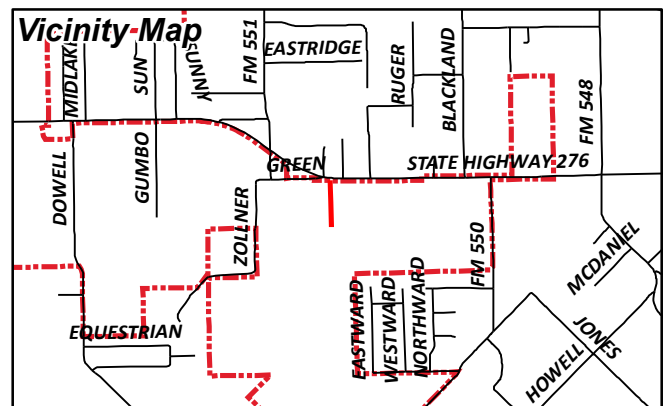 Vicinity Map
MIDLAKE
SUN
SUNNY
FM 551
EASTRIDGE
RUGER
BLACKLAND
FM 548
DOWELL
GUMBO
GREEN
STATE HIGHWAY 276
ZOLLNER
FM 550
MCDANIEL
EQUESTRIAN
EASTWARD
WESTWARD
NORTHWARD
JONES
HOWELL